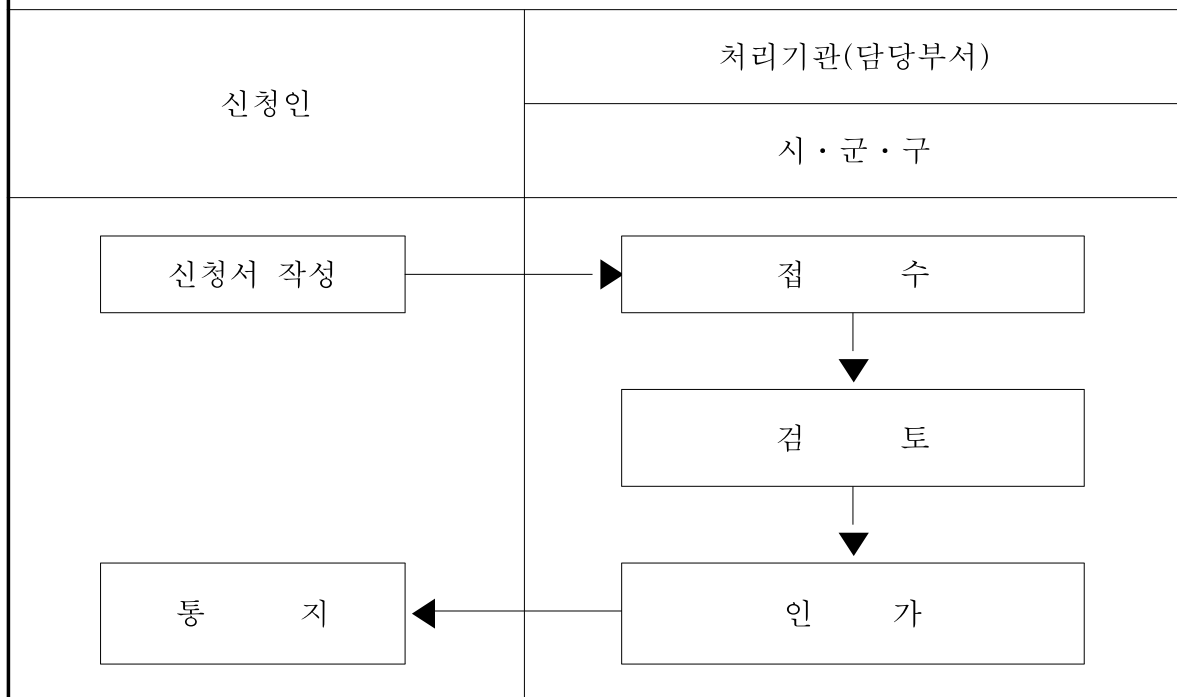 신청인
처리기관(담당부서)
시·군·구
신청서 작성
접 수
검 토
통 지
인 가